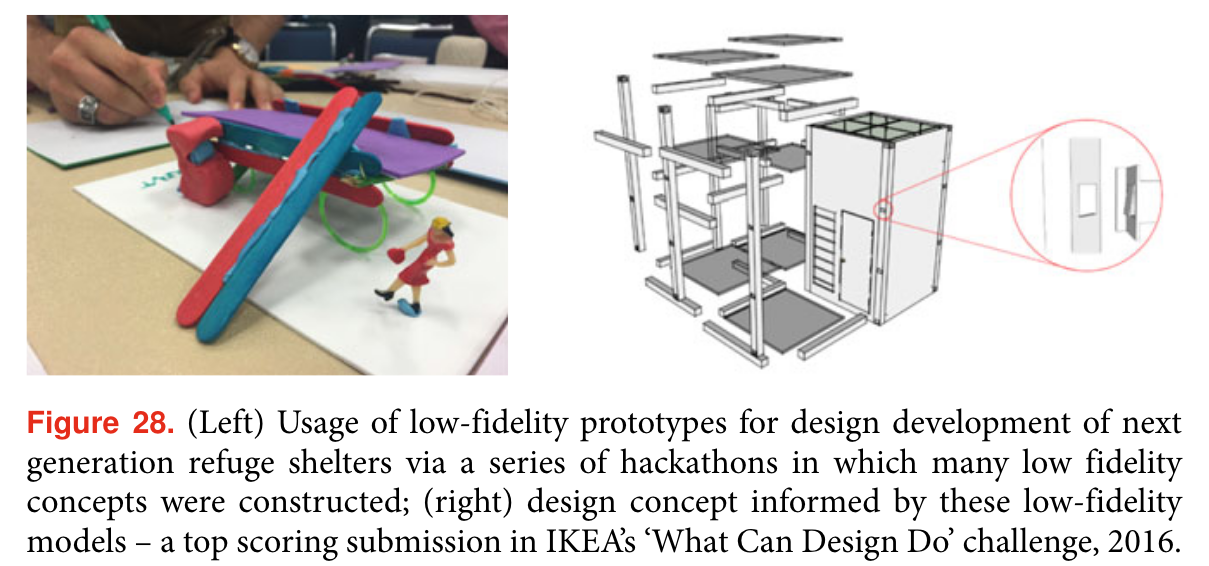 Figure 28. (Left) Usage of low-fidelity prototypes for design development of next
generation refuge shelters via a series of hackathons in which many low fidelity
concepts were constructed; (right) design concept informed by these low-fidelity
models – a top scoring submission in IKEA’s ‘What Can Design Do’ challenge, 2016.